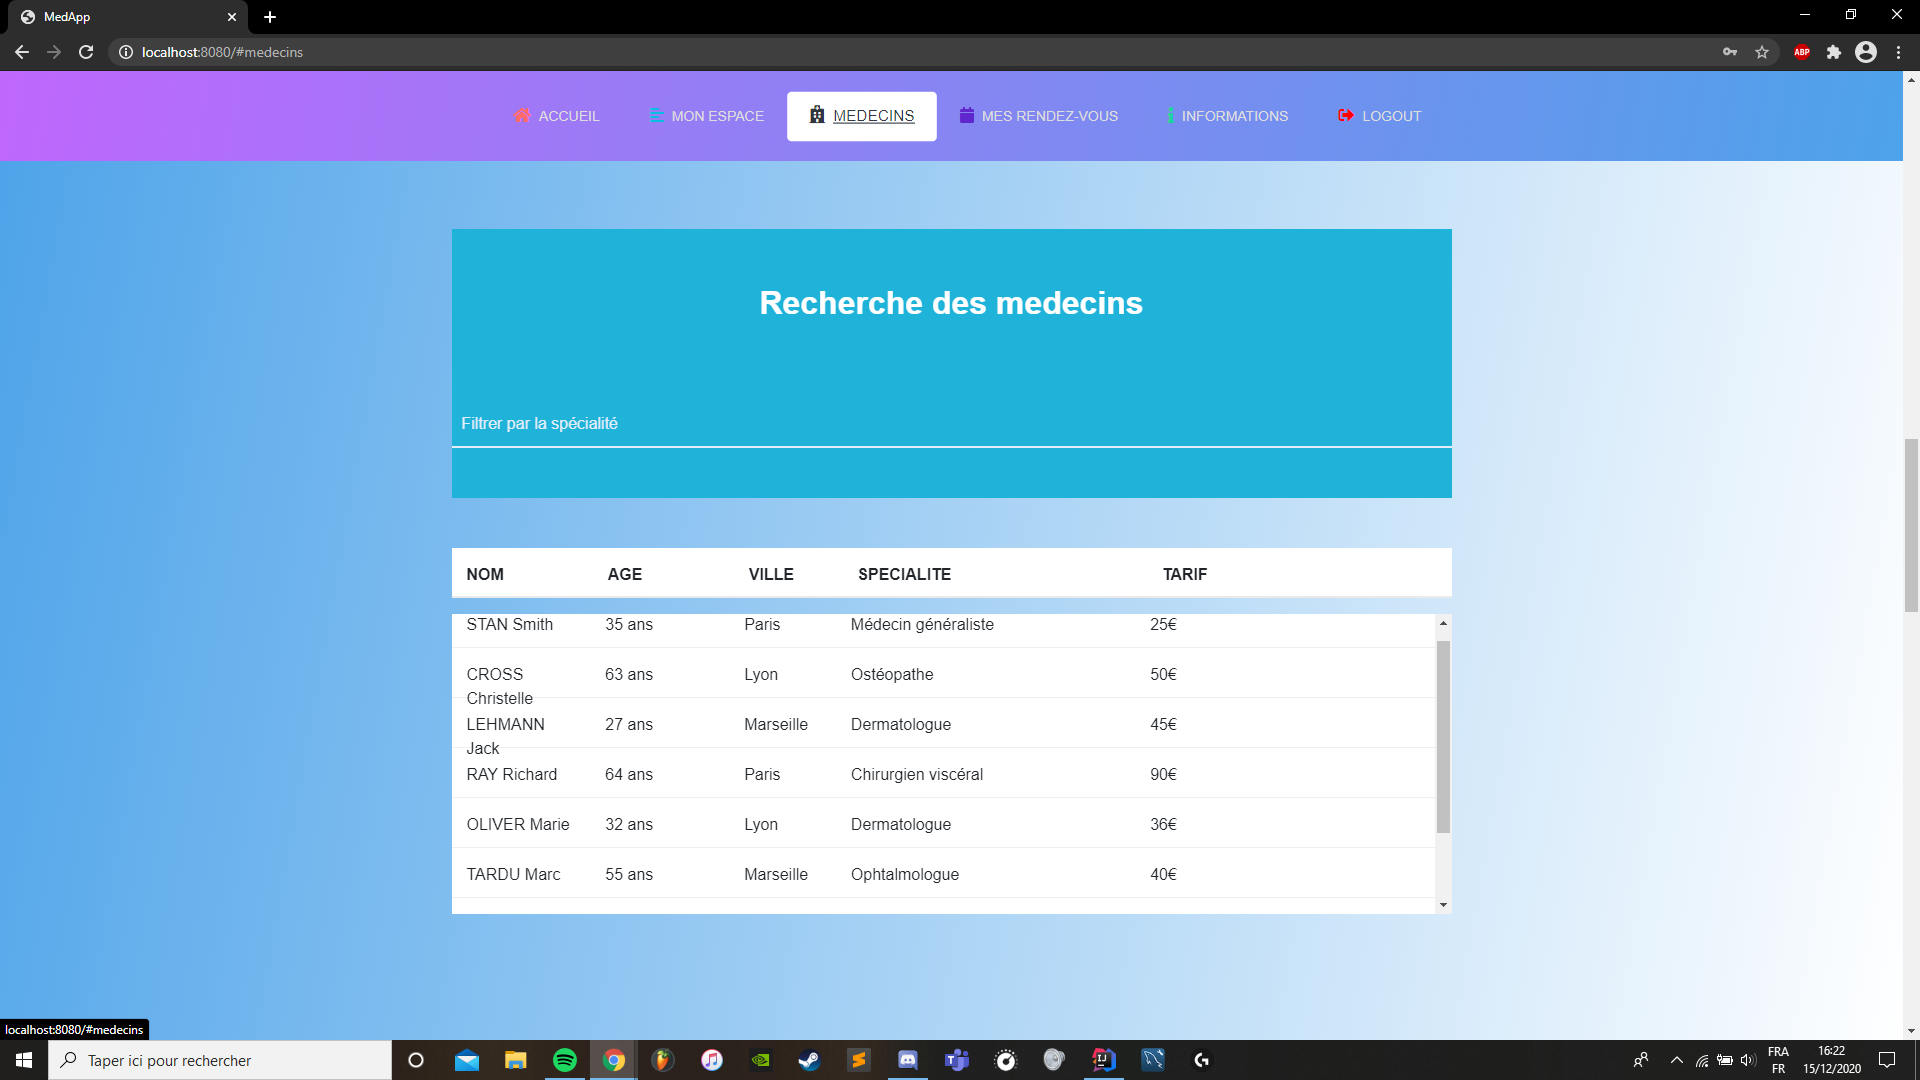 MedApp
localhost:8080/#medecins
ABP
ACCUEIL MON ESPACE MEDECINS MES RENDEZ-VOUS INFORMATIONS LOGOUT
Recherche des medecins
Filtrer par la spécialité
NOM AGE VILLE SPECIALITE TARIF
STAN Smith 35 ans Paris Médecin généraliste 25€
CROSS 63 ans Lyon Ostéopathe 50€
Christelle
LEHMANN 27 ans Marseille Dermatologue 45€
Jack
RAY Richard 64 ans Paris Chirurgien viscéral 90€
OLIVER Marie 32 ans Lyon Dermatologue 36€
TARDU Marc 55 ans Marseille Ophtalmologue 40€
localhost:8080/#medecins
Taper ici pour rechercher
FRA 16:22
FR 15/12/2020